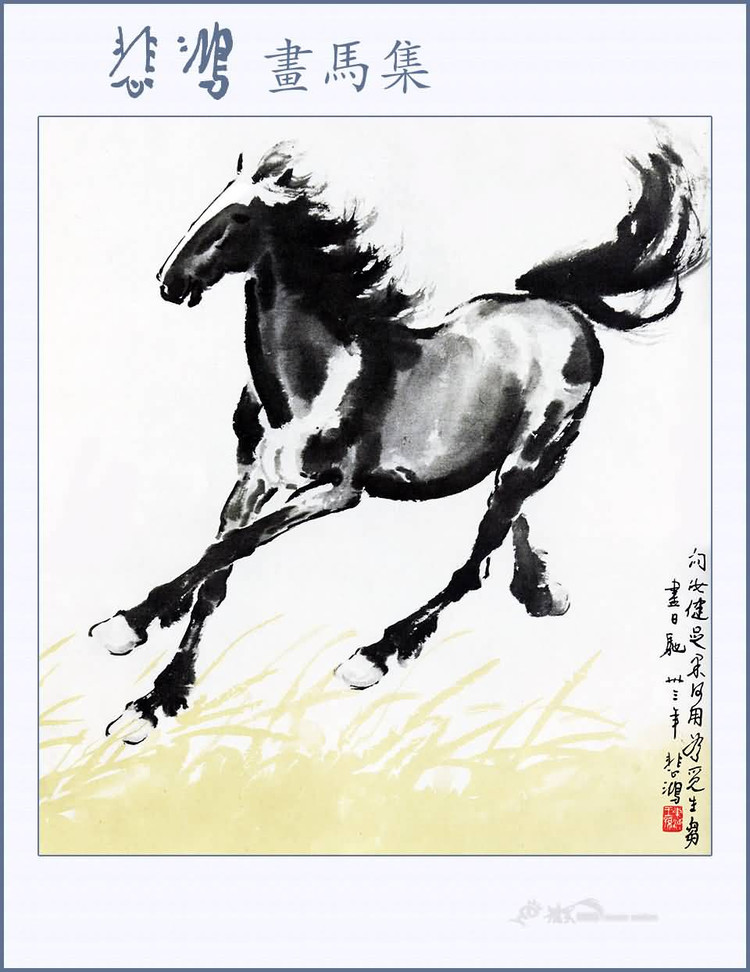 悲鴻 畫馬集
問汝健足果何用為覓生芻
晝日馳 卅三年 悲鴻